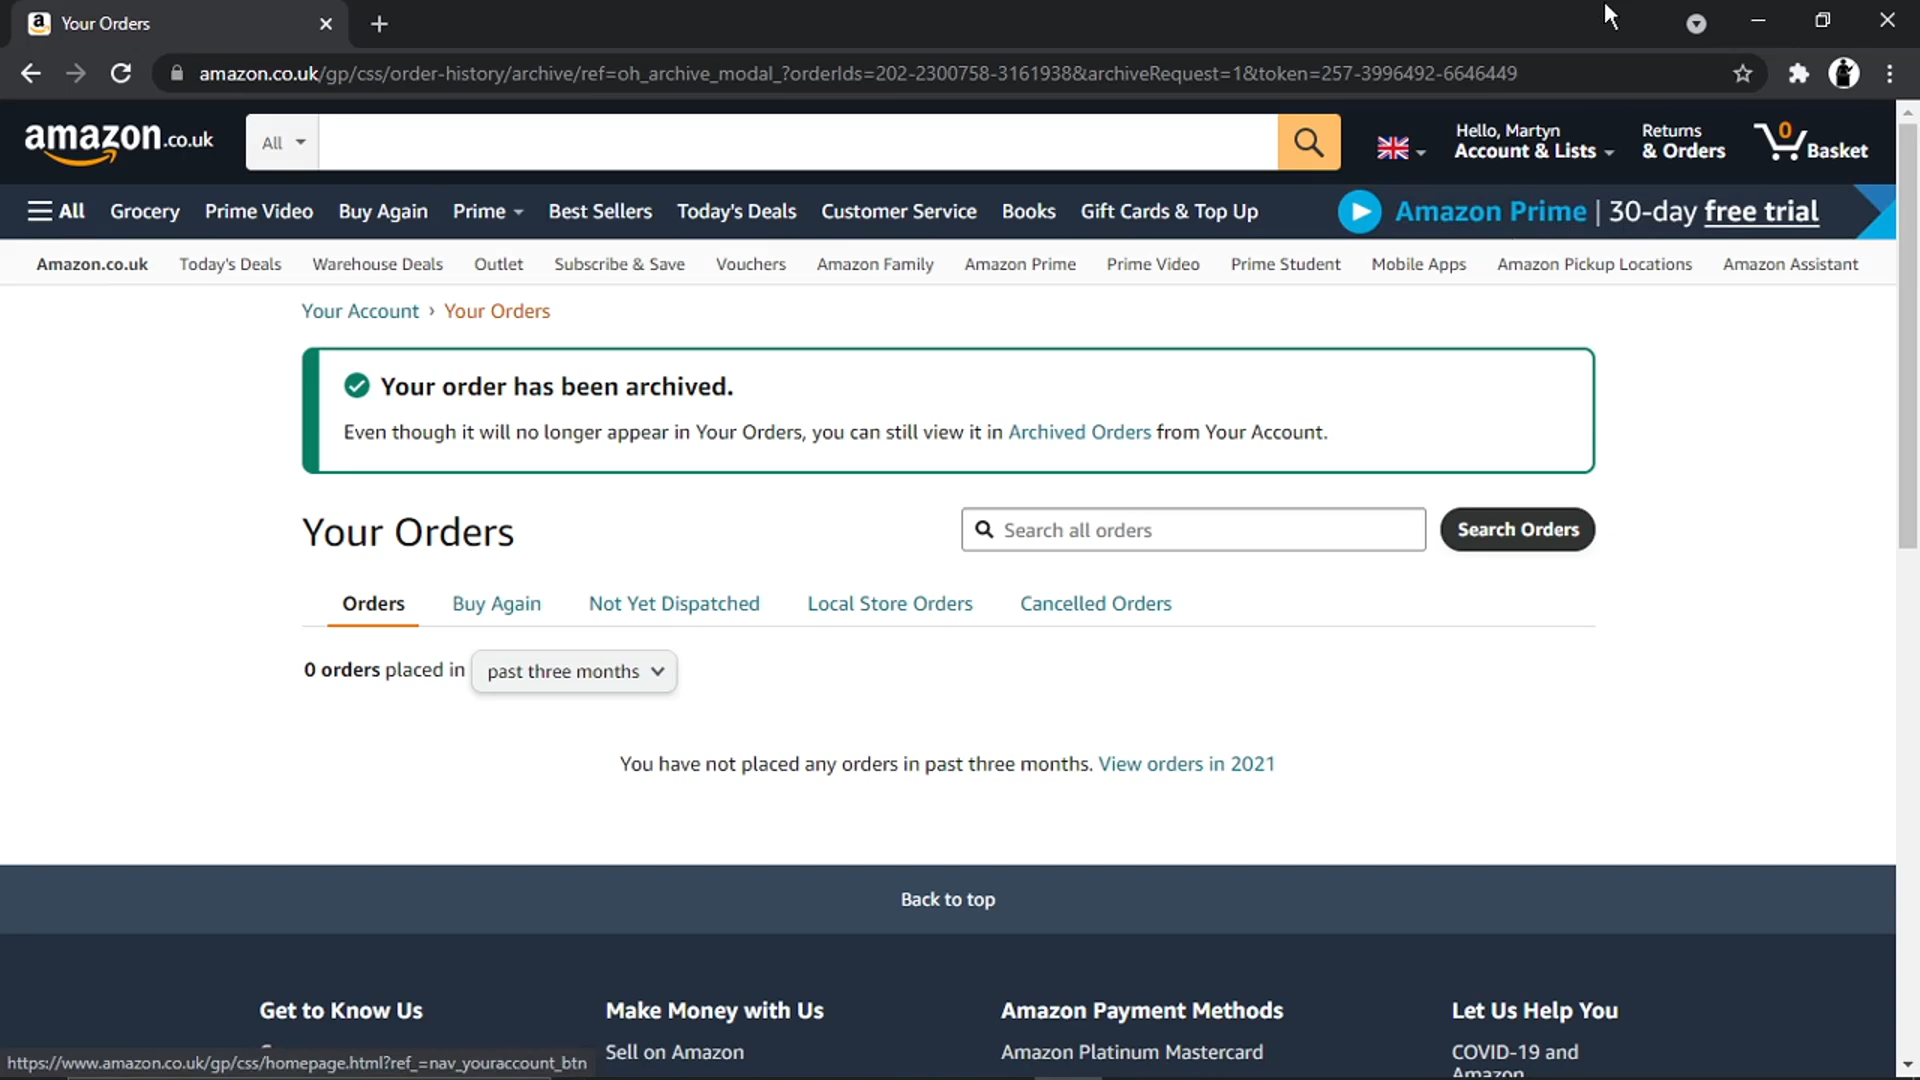 Your Orders
amazon.co.uk/gp/css/order-history/archive/ref=oh_archive_modal_?orderIds=202-2300758-3161938&archiveRequest=1&token=257-3996492-6646449
amazon.co.uk
All
Hello, Martyn
Account & Lists
Returns
& Orders
0
Basket
All Grocery Prime Video Buy Again Prime Best Sellers Today's Deals Customer Service Books Gift Cards & Top Up
Amazon Prime | 30-day free trial
Amazon.co.uk Today's Deals Warehouse Deals Outlet Subscribe & Save Vouchers Amazon Family Amazon Prime Prime Video Prime Student Mobile Apps Amazon Pickup Locations Amazon Assistant
Your Account › Your Orders
Your order has been archived.
Even though it will no longer appear in Your Orders, you can still view it in Archived Orders from Your Account.
Your Orders
Search all orders
Search Orders
Orders Buy Again Not Yet Dispatched Local Store Orders Cancelled Orders
0 orders placed in past three months
You have not placed any orders in past three months. View orders in 2021
Back to top
Get to Know Us Make Money with Us Amazon Payment Methods Let Us Help You
Sell on Amazon Amazon Platinum Mastercard COVID-19 and
Amazon
https://www.amazon.co.uk/gp/css/homepage.html?ref_=nav_youraccount_btn